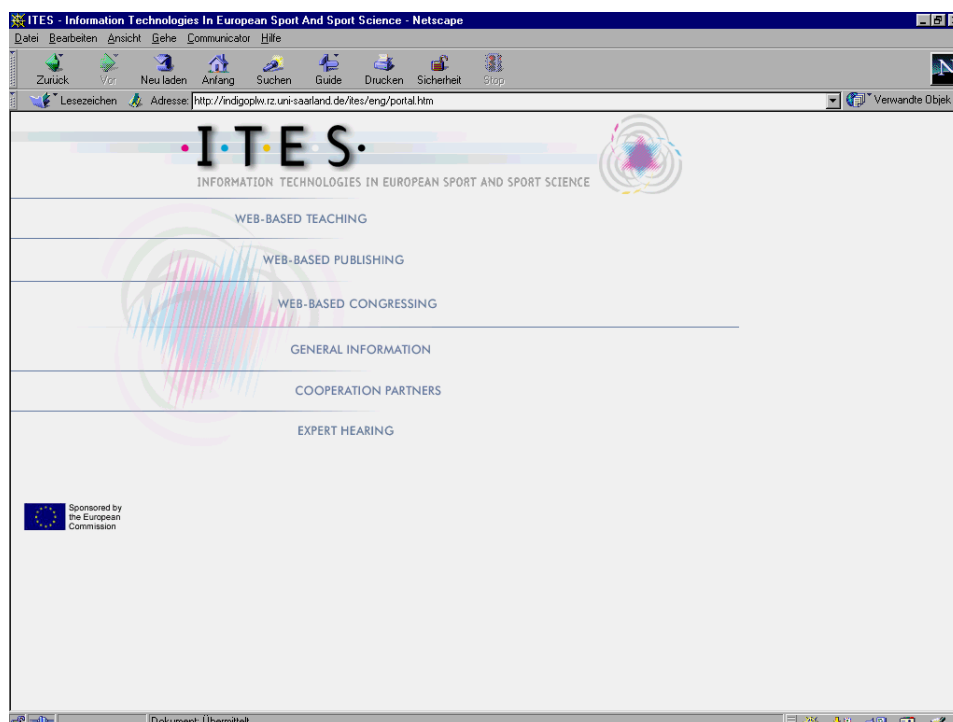 ITES - Information Technologies In European Sport And Sport Science - Netscape
Datei Bearbeiten Ansicht Gehe Communicator Hilfe
Zurück Vor Neu laden Anfang Suchen Guide Drucken Sicherheit Stop
Lesezeichen Adresse: http://indigoplw.rz.uni-saarland.de/ites/eng/portal.htm Verwandte Objek
N
·I·T·E·S·
INFORMATION TECHNOLOGIES IN EUROPEAN SPORT AND SPORT SCIENCE
WEB-BASED TEACHING
WEB-BASED PUBLISHING
WEB-BASED CONGRESSING
GENERAL INFORMATION
COOPERATION PARTNERS
EXPERT HEARING
Sponsored by
the European
Commission
Dokument: Übermittelt